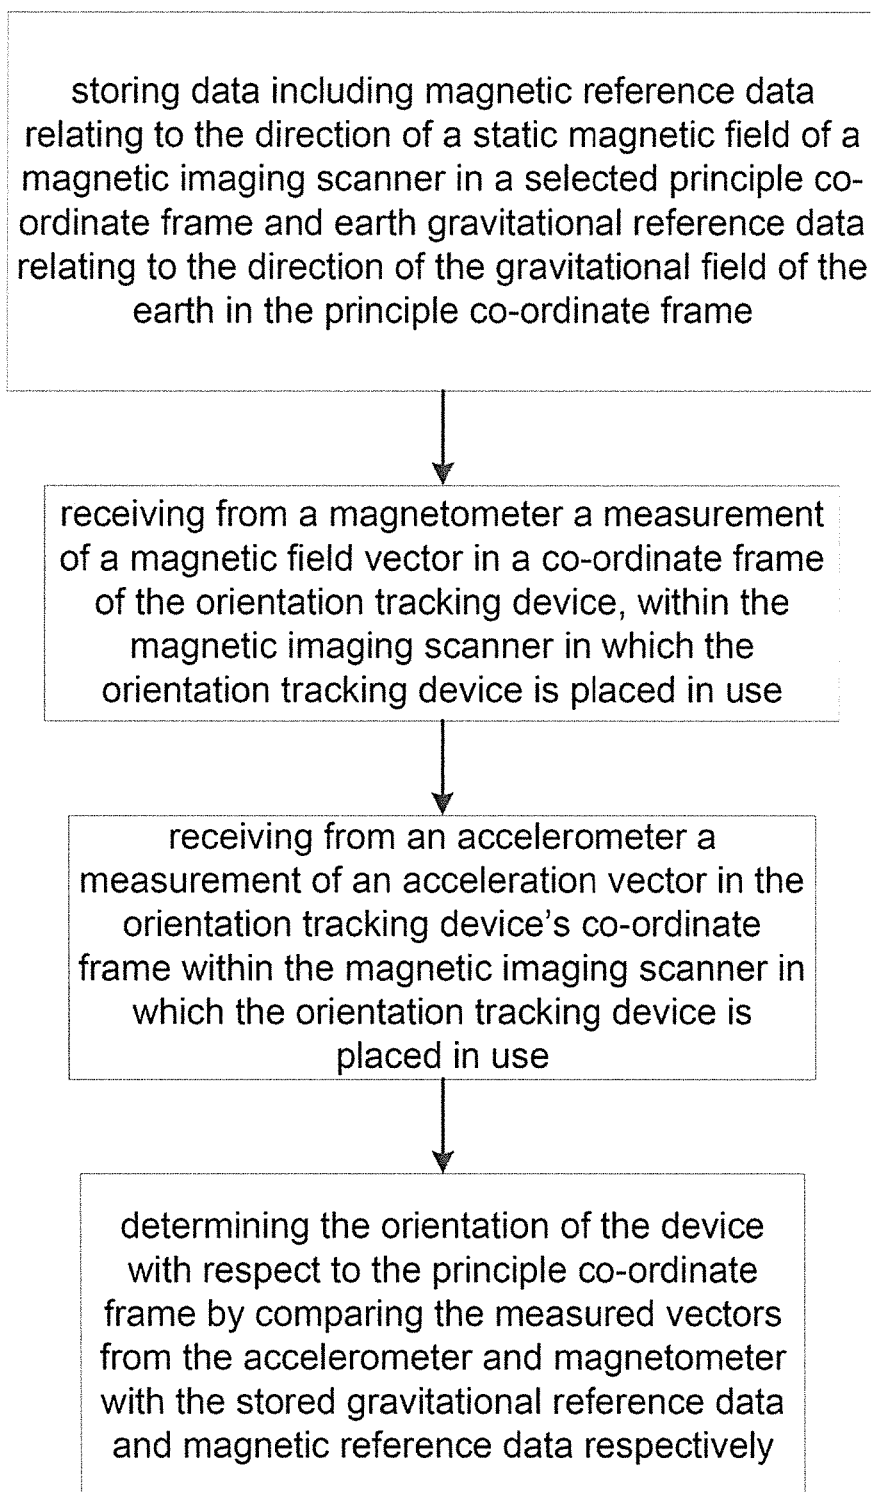 storing data including magnetic reference data
relating to the direction of a static magnetic field of a
magnetic imaging scanner in a selected principle co-
ordinate frame and earth gravitational reference data
relating to the direction of the gravitational field of the
earth in the principle co-ordinate frame
receiving from a magnetometer a measurement
of a magnetic field vector in a co-ordinate frame
of the orientation tracking device, within the
magnetic imaging scanner in which the
orientation tracking device is placed in use
receiving from an accelerometer a
measurement of an acceleration vector in the
orientation tracking device's co-ordinate
frame within the magnetic imaging scanner in
which the orientation tracking device is
placed in use
determining the orientation of the device
with respect to the principle co-ordinate
frame by comparing the measured vectors
from the accelerometer and magnetometer
with the stored gravitational reference data
and magnetic reference data respectively